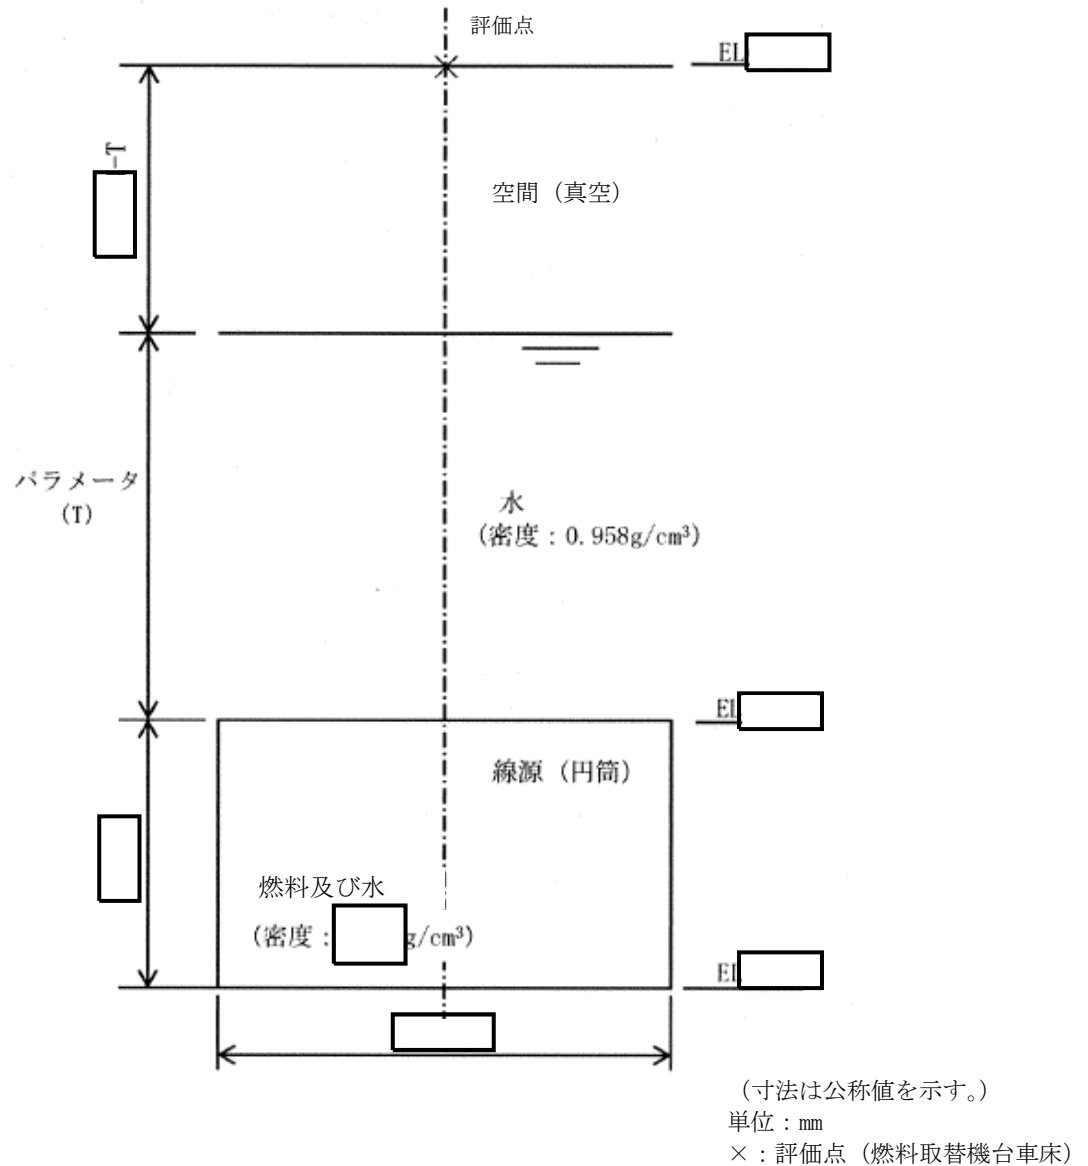 評価点
EL
-T
空間（真空）
パラメータ
(T)
水
(密度：0.958g/cm³)
EL
線源（円筒）
燃料及び水
(密度： g/cm³)
EL
（寸法は公称値を示す。）
単位：mm
×：評価点（燃料取替機台車床）